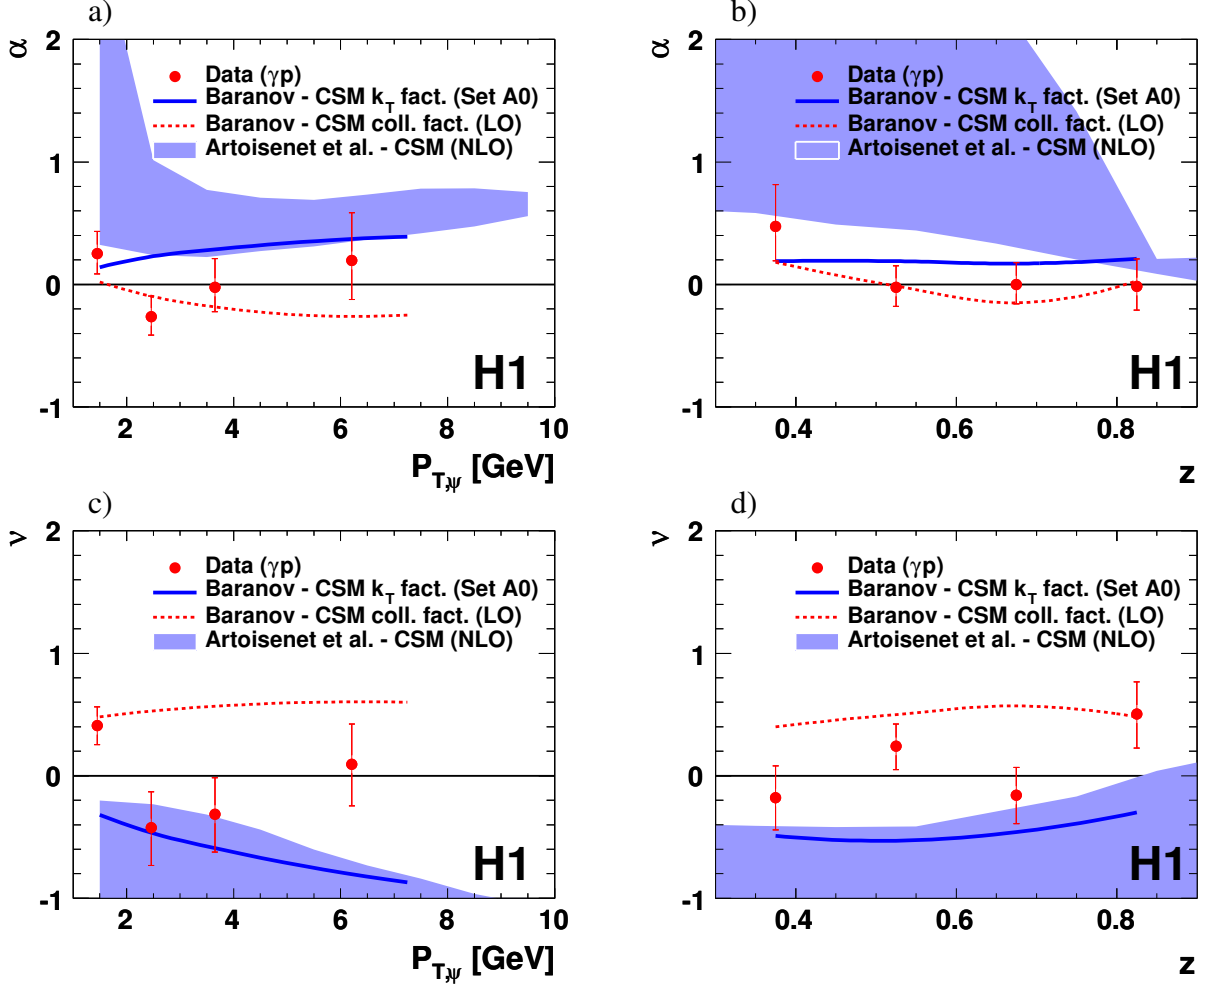 a)
α
2
1
0
-1
Data (γp)
Baranov - CSM k_T fact. (Set A0)
Baranov - CSM coll. fact. (LO)
Artoisenet et al. - CSM (NLO)
H1
2 4 6 8 10
P_T,ψ [GeV]
b)
α
2
1
0
-1
Data (γp)
Baranov - CSM k_T fact. (Set A0)
Baranov - CSM coll. fact. (LO)
Artoisenet et al. - CSM (NLO)
H1
0.4 0.6 0.8
z
c)
ν
2
1
0
-1
Data (γp)
Baranov - CSM k_T fact. (Set A0)
Baranov - CSM coll. fact. (LO)
Artoisenet et al. - CSM (NLO)
H1
2 4 6 8 10
P_T,ψ [GeV]
d)
ν
2
1
0
-1
Data (γp)
Baranov - CSM k_T fact. (Set A0)
Baranov - CSM coll. fact. (LO)
Artoisenet et al. - CSM (NLO)
H1
0.4 0.6 0.8
z